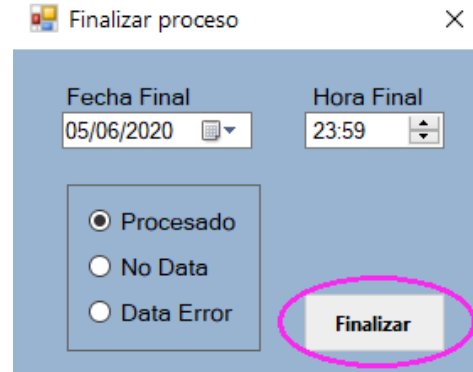 Finalizar proceso
Fecha Final Hora Final
05/06/2020 23:59
Procesado
No Data
Data Error
Finalizar